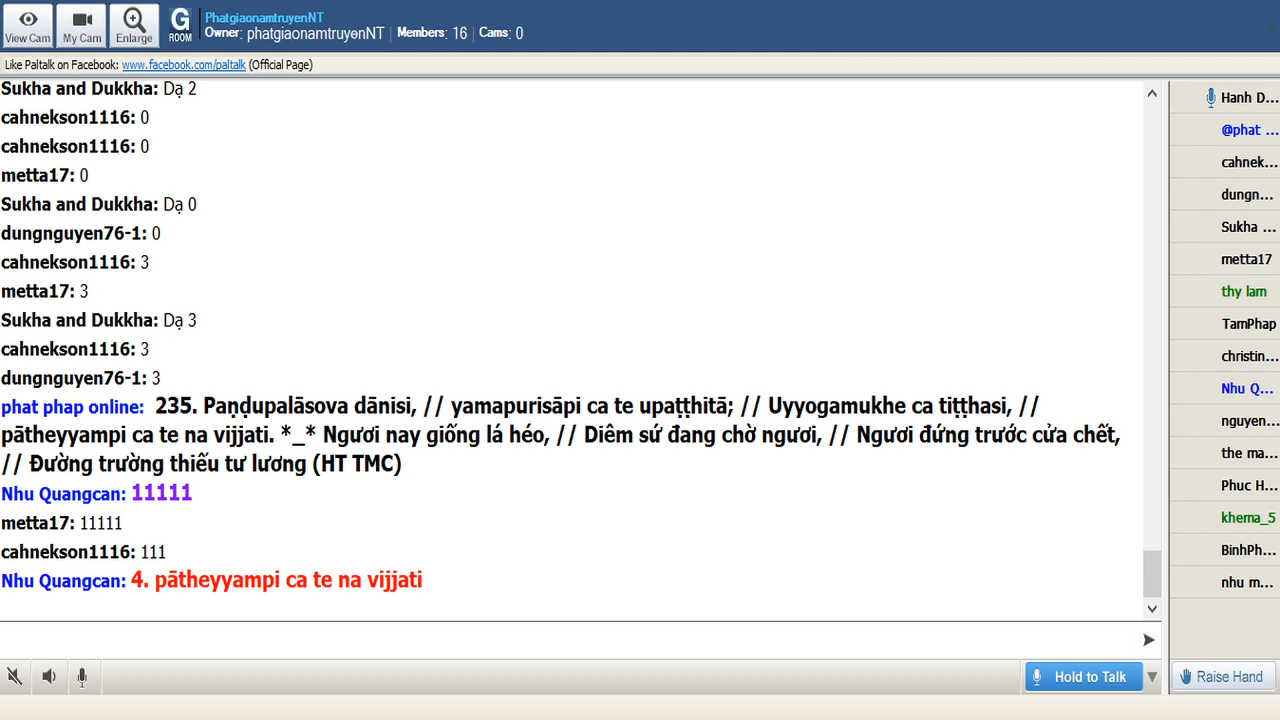 View Cam
My Cam
Enlarge
G
ROOM
PhatgiaonamtruyenNT
Owner: phatgiaonamtruyenNT | Members: 16 | Cams: 0
Like Paltalk on Facebook: www.facebook.com/paltalk (Official Page)
Sukha and Dukkha: Dạ 2
cahnekson1116: 0
cahnekson1116: 0
metta17: 0
Sukha and Dukkha: Dạ 0
dungnguyen76-1: 0
cahnekson1116: 3
metta17: 3
Sukha and Dukkha: Dạ 3
cahnekson1116: 3
dungnguyen76-1: 3
phat phap online: 235. Paṇḍupalāsova dānisi, // yamapurisāpi ca te upaṭṭhitā; // Uyyogamukhe ca tiṭṭhasi, //
pātheyyampi ca te na vijjati. *_* Ngươi nay giống lá héo, // Diêm sứ đang chờ ngươi, // Ngươi đứng trước cửa chết,
// Đường trường thiếu tư lương (HT TMC)
Nhu Quangcan: 11111
metta17: 11111
cahnekson1116: 111
Nhu Quangcan: 4. pātheyyampi ca te na vijjati
Hanh D...
@phat ...
cahnek...
dungn...
Sukha ...
metta17
thy lam
TamPhap
christin...
Nhu Q...
nguyen...
the ma...
Phuc H...
khema_5
BinhPh...
nhu m...
Hold to Talk
Raise Hand